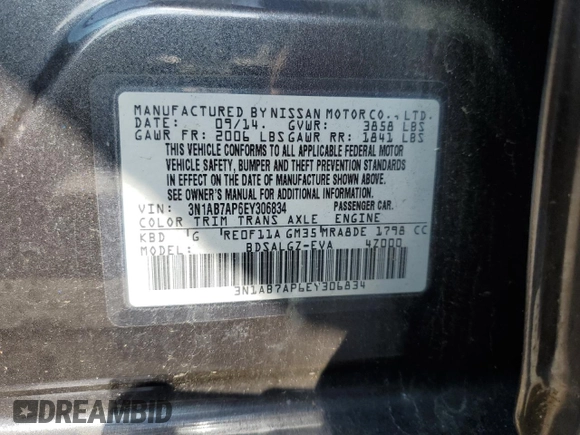 MANUFACTURED BY NISSAN MOTOR CO., LTD.
DATE: 09/14. GVWR: 3858 LBS
GAWR FR: 2006 LBS GAWR RR: 1841 LBS
THIS VEHICLE CONFORMS TO ALL APPLICABLE FEDERAL MOTOR
VEHICLE SAFETY, BUMPER AND THEFT PREVENTION STANDARDS
IN EFFECT ON THE DATE OF MANUFACTURE SHOWN ABOVE.
SEE OWNER'S MANUAL FOR ADDITIONAL INFORMATION.
VIN: 3N1AB7AP6EY306834 PASSENGER CAR.
COLOR TRIM TRANS AXLE ENGINE
KBD G RE0F11A GM35 MRA8DE 1798 CC
MODEL: BDSALGZ-EVA 4Z000
3N1AB7AP6EY306834
DREAMBID